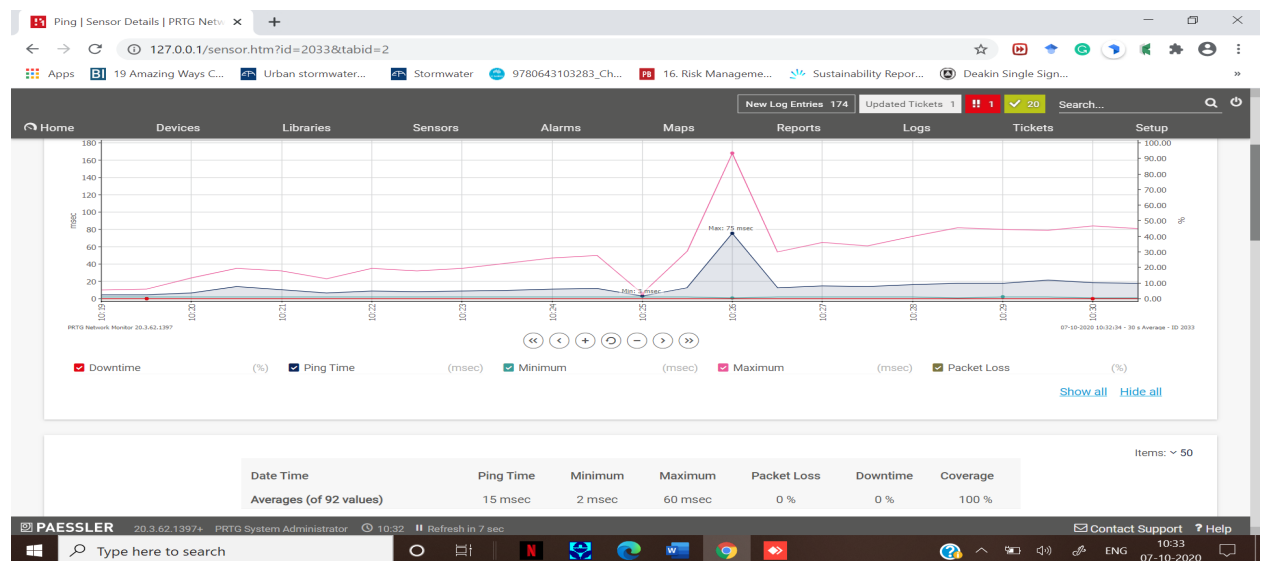 Ping | Sensor Details | PRTG Netw
127.0.0.1/sensor.htm?id=2033&tabid=2
Apps BI 19 Amazing Ways C... Urban stormwater... Stormwater 9780643103283_Ch... PB 16. Risk Manageme... Sustainability Repor... Deakin Single Sign... »
New Log Entries 174 Updated Tickets 1 !! 1 20 Search...
Home Devices Libraries Sensors Alarms Maps Reports Logs Tickets Setup
180 100.00
160 90.00
140 80.00
120 70.00
100 60.00
80 50.00
60 40.00
40 30.00
20 20.00
0 10.00
0.00
msec
%
Max: 75 msec
Min: 3 msec
10:19 10:20 10:21 10:22 10:23 10:24 10:25 10:26 10:27 10:28 10:29 10:30
PRTG Network Monitor 20.3.62.1397 07-10-2020 10:32:34 - 30 s Average - ID 2033
Downtime (%) Ping Time (msec) Minimum (msec) Maximum (msec) Packet Loss (%)
Show all Hide all
Items: 50
Date Time Ping Time Minimum Maximum Packet Loss Downtime Coverage
Averages (of 92 values) 15 msec 2 msec 60 msec 0 % 0 % 100 %
PAESSLER 20.3.62.1397+ PRTG System Administrator 10:32 Refresh in 7 sec Contact Support ? Help
Type here to search N W ENG 10:33
07-10-2020